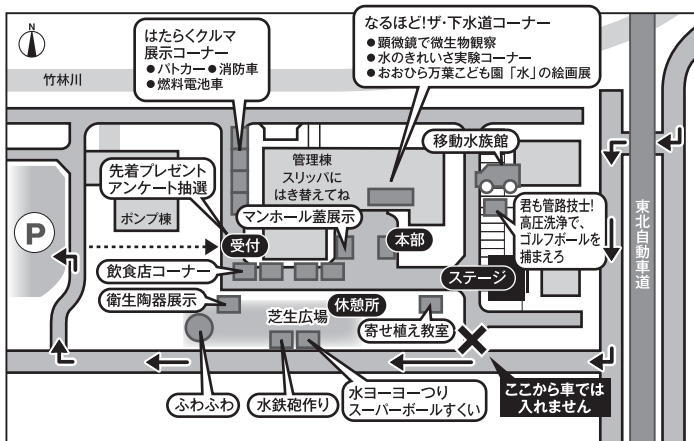 N
はたらくクルマ
展示コーナー
●パトカー●消防車
●燃料電池車
なるほど!ザ・下水道コーナー
●顕微鏡で微生物観察
●水のきれいさ実験コーナー
●おおひら万葉こども園「水」の絵画展
竹林川
移動水族館
先着プレゼント
アンケート抽選
管理棟
スリッパに
はき替えてね
ポンプ棟
マンホール蓋展示
君も管路技士!
高圧洗浄で、
ゴルフボールを
捕まえろ
東北自動車道
P
受付
本部
飲食店コーナー
ステージ
衛生陶器展示
休憩所
芝生広場
寄せ植え教室
ふわふわ
水鉄砲作り
水ヨーヨーつり
スーパーボールすくい
ここから車では
入れません